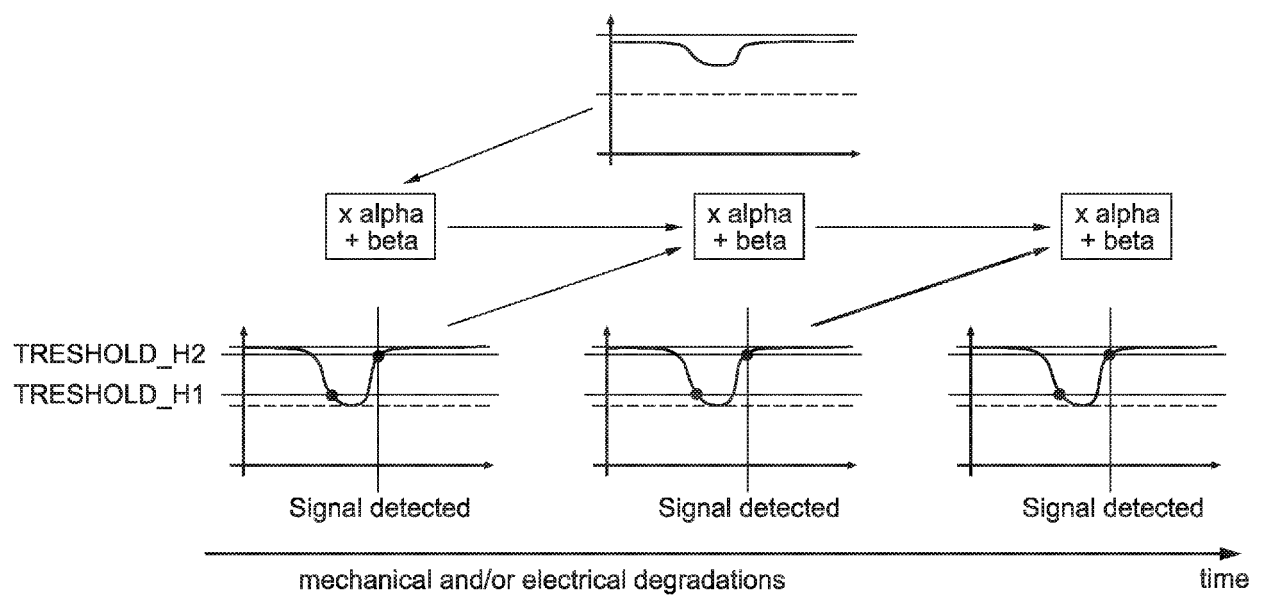 x alpha
+ beta
x alpha
+ beta
x alpha
+ beta
TRESHOLD_H2
TRESHOLD_H1
Signal detected
Signal detected
Signal detected
mechanical and/or electrical degradations
time